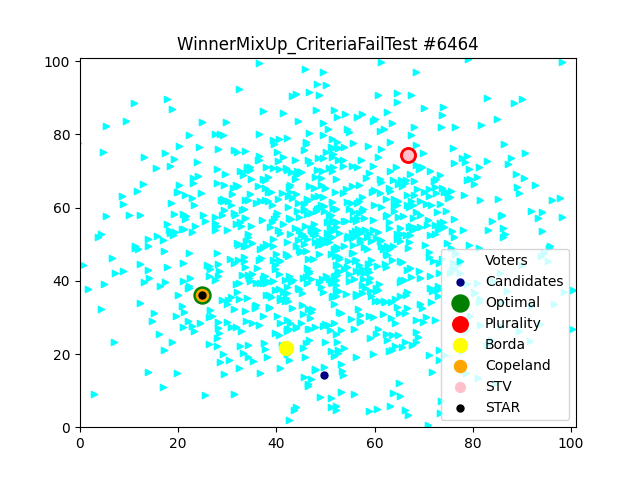 WinnerMixUp_CriteriaFailTest #6464
100
80
60
40
20
0
0 20 40 60 80 100
Voters
Candidates
Optimal
Plurality
Borda
Copeland
STV
STAR